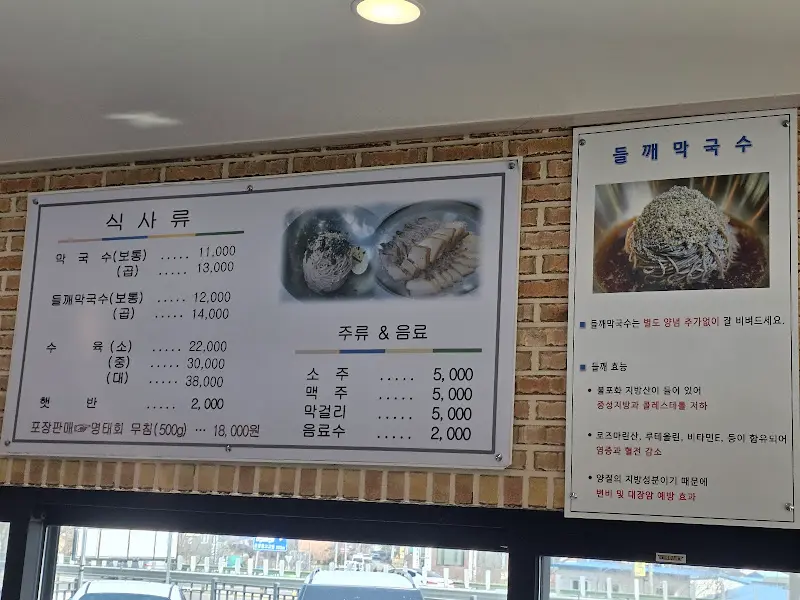 식 사 류
막 국 수(보통) ..... 11,000
(곱) ..... 13,000
들깨막국수(보통) ..... 12,000
(곱) ..... 14,000
수 육 (소) ..... 22,000
(중) ..... 30,000
(대) ..... 38,000
햇 반 ..... 2,000
포장판매☞명태회 무침(500g) ... 18,000원
주류 & 음료
소 주 ..... 5,000
맥 주 ..... 5,000
막걸리 ..... 5,000
음료수 ..... 2,000
들 깨 막 국 수
■ 들깨막국수는 별도 양념 추가없이 잘 비벼드세요.
■ 들깨 효능
• 불포화 지방산이 들어 있어
중성지방과 콜레스테롤 저하
• 로즈마린산, 루테올린, 비타민E, 등이 함유되어
염증과 혈전 감소
• 양질의 지방성분이기 때문에
변비 및 대장암 예방 효과